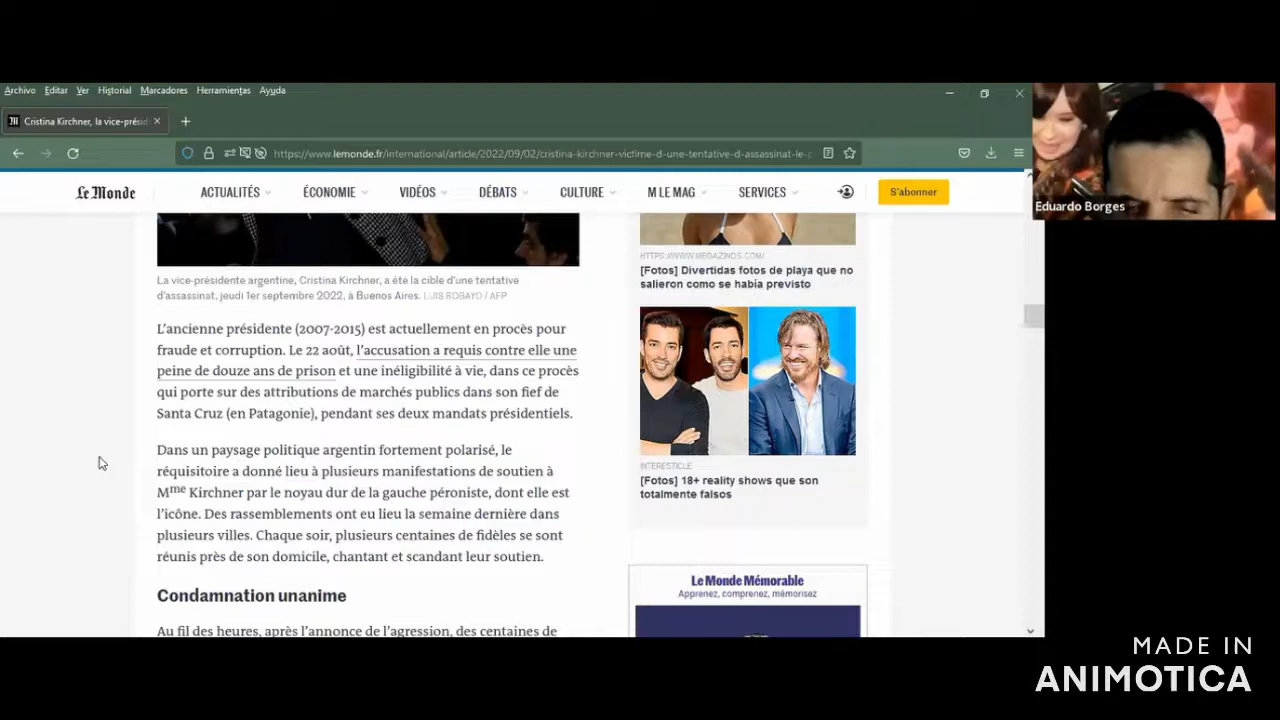 Archivo Editar Ver Historial Marcadores Herramientas Ayuda
Cristina Kirchner, la vice-présid
https://www.lemonde.fr/international/article/2022/09/02/cristina-kirchner-victime-d-une-tentative-d-assassinat-le-p
Le Monde ACTUALITÉS ÉCONOMIE VIDÉOS DÉBATS CULTURE M LE MAG SERVICES S'abonner
Eduardo Borges
La vice-présidente argentine, Cristina Kirchner, a été la cible d'une tentative
d'assassinat, jeudi 1er septembre 2022, à Buenos Aires. LUIS ROBAYO / AFP
L'ancienne présidente (2007-2015) est actuellement en procès pour
fraude et corruption. Le 22 août, l'accusation a requis contre elle une
peine de douze ans de prison et une inéligibilité à vie, dans ce procès
qui porte sur des attributions de marchés publics dans son fief de
Santa Cruz (en Patagonie), pendant ses deux mandats présidentiels.
Dans un paysage politique argentin fortement polarisé, le
réquisitoire a donné lieu à plusieurs manifestations de soutien à
Mme Kirchner par le noyau dur de la gauche péroniste, dont elle est
l'icône. Des rassemblements ont eu lieu la semaine dernière dans
plusieurs villes. Chaque soir, plusieurs centaines de fidèles se sont
réunis près de son domicile, chantant et scandant leur soutien.
Condamnation unanime
Au fil des heures, après l'annonce de l'agression, des centaines de
HTTPS://WWW.MEGAZINOS.COM/
[Fotos] Divertidas fotos de playa que no
salieron como se había previsto
INTERESTICLE
[Fotos] 18+ reality shows que son
totalmente falsos
Le Monde Mémorable
Apprenez, comprenez, mémorisez
MADE IN
ANIMOTICA